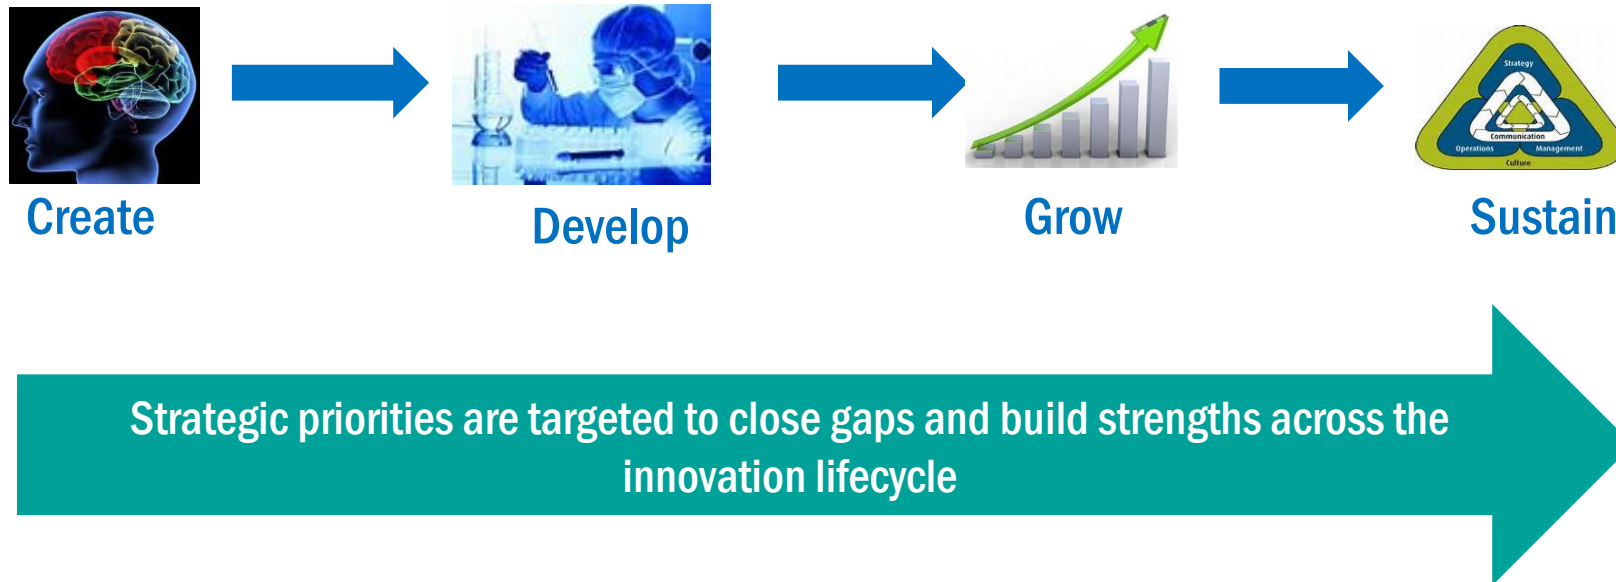 Strategy
Communication
Operations Management
Culture
Create
Develop
Grow
Sustain
Strategic priorities are targeted to close gaps and build strengths across the
innovation lifecycle